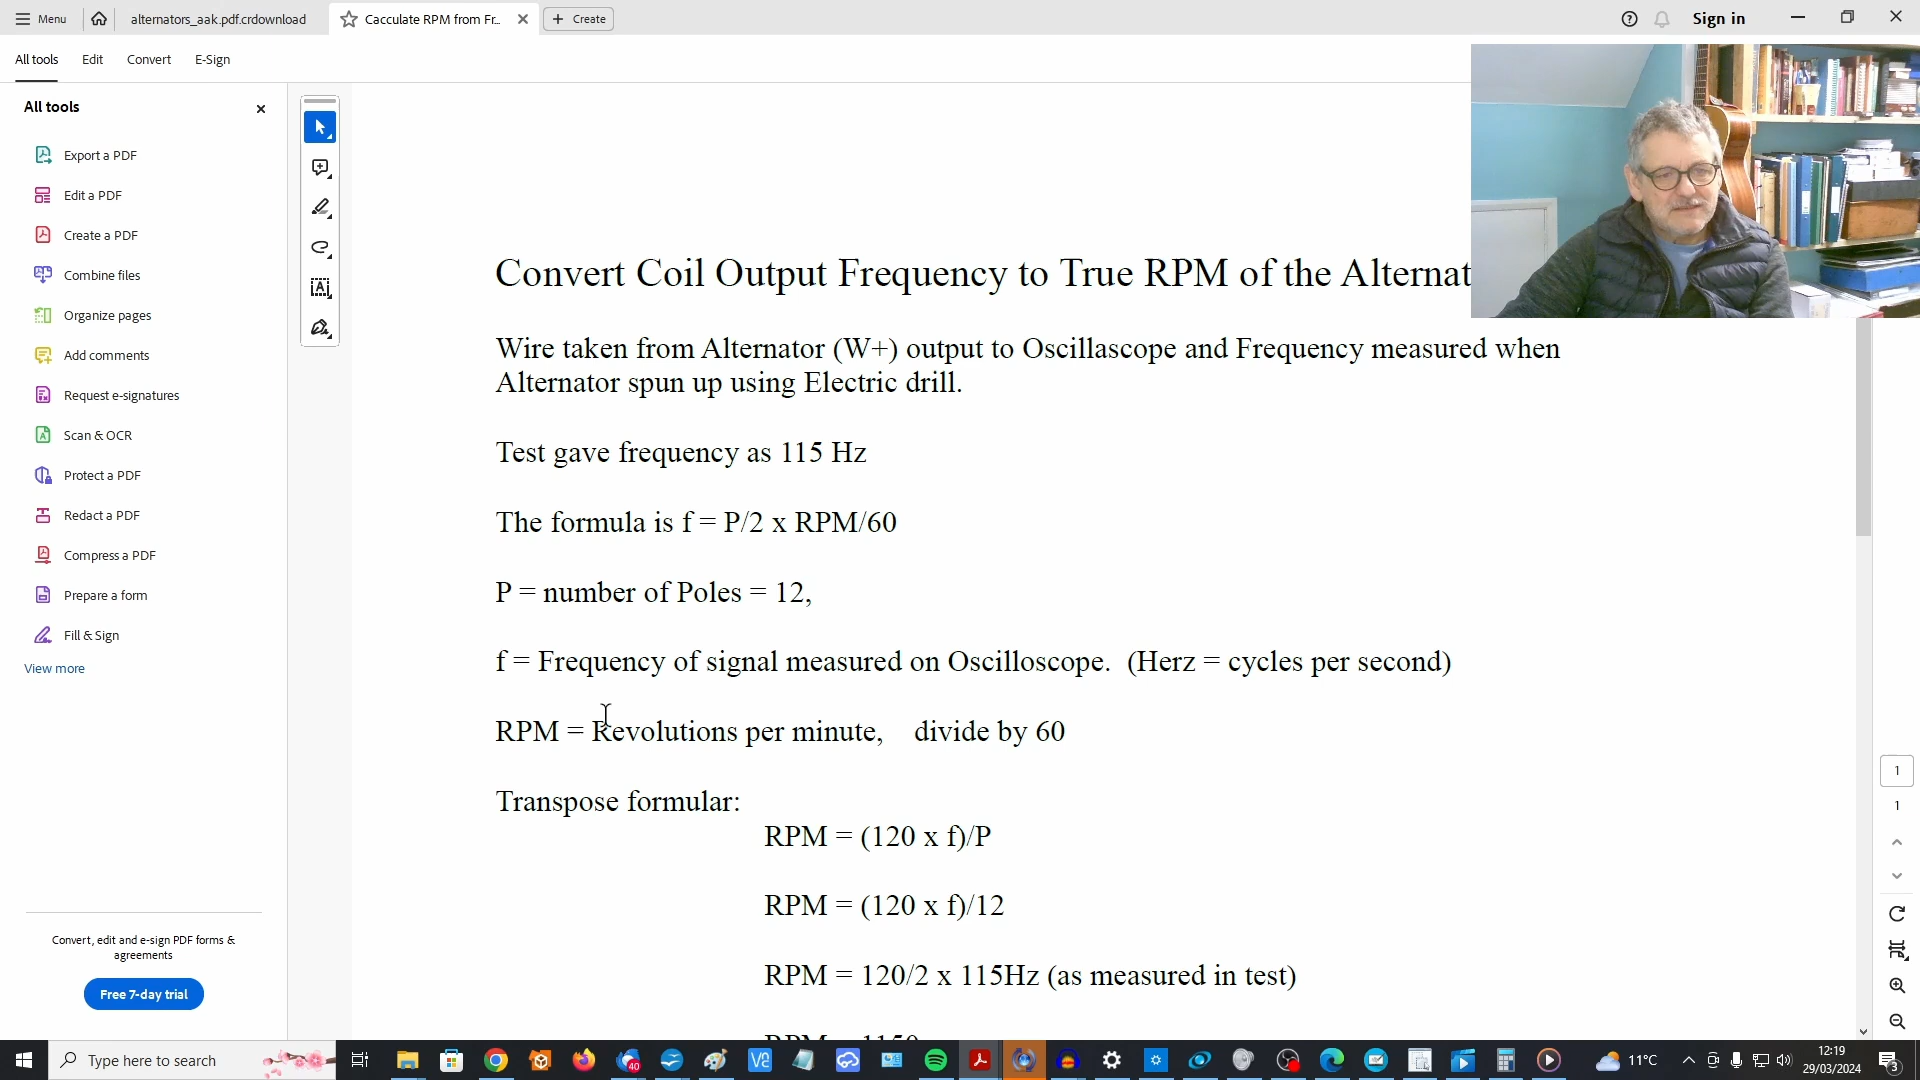 Menu
alternators_aak.pdf.crdownload
Cacculate RPM from Fr...
Create
Sign in
All tools
Edit
Convert
E-Sign
All tools
Export a PDF
Edit a PDF
Create a PDF
Combine files
Organize pages
Add comments
Request e-signatures
Scan & OCR
Protect a PDF
Redact a PDF
Compress a PDF
Prepare a form
Fill & Sign
View more
Convert, edit and e-sign PDF forms &
agreements
Free 7-day trial
Convert Coil Output Frequency to True RPM of the Alternat
Wire taken from Alternator (W+) output to Oscillascope and Frequency measured when
Alternator spun up using Electric drill.
Test gave frequency as 115 Hz
The formula is f = P/2 x RPM/60
P = number of Poles = 12,
f = Frequency of signal measured on Oscilloscope. (Herz = cycles per second)
RPM = Revolutions per minute, divide by 60
Transpose formular:
RPM = (120 x f)/P
RPM = (120 x f)/12
RPM = 120/2 x 115Hz (as measured in test)
RPM = 1150
1
1
Type here to search
40
11°C
12:19
29/03/2024
3